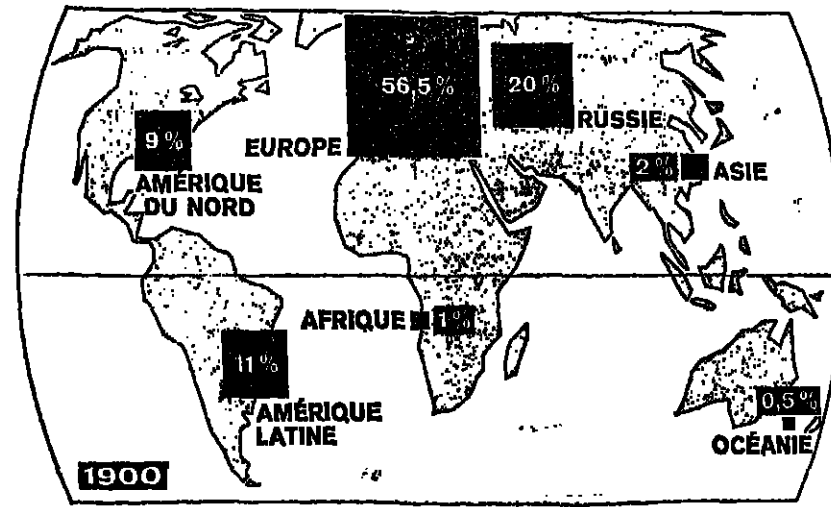 56,5 %
20 %
RUSSIE
9 %
EUROPE
2 %
ASIE
AMÉRIQUE
DU NORD
AFRIQUE
1 %
11 %
0,5 %
AMÉRIQUE
LATINE
OCÉANIE
1900